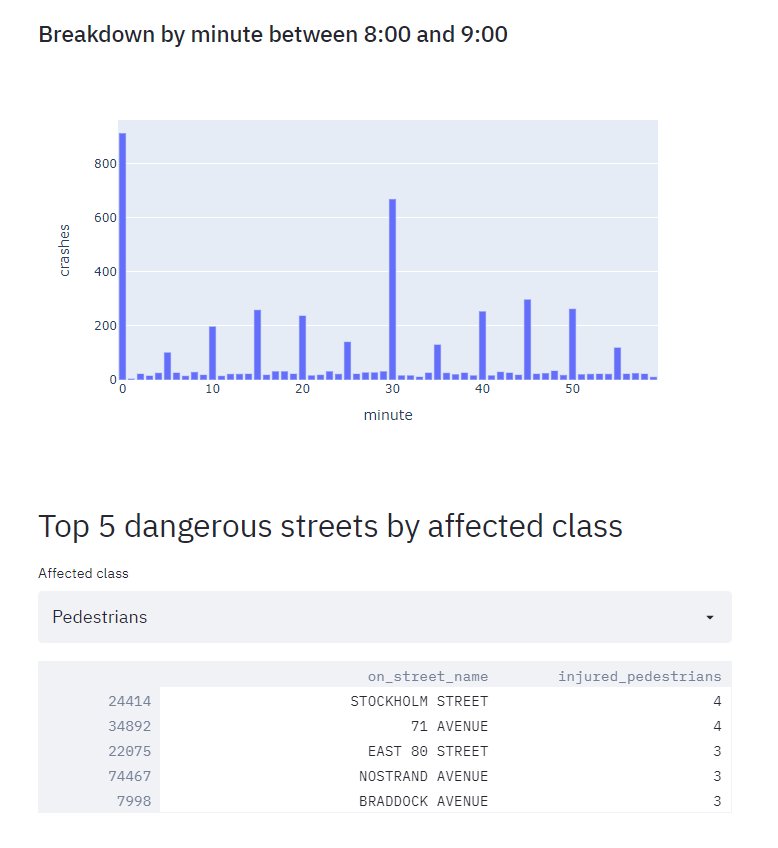 Breakdown by minute between 8:00 and 9:00
800
600
400
200
0
crashes
0 10 20 30 40 50
minute
Top 5 dangerous streets by affected class
Affected class
Pedestrians
on_street_name injured_pedestrians
24414 STOCKHOLM STREET 4
34892 71 AVENUE 4
22075 EAST 80 STREET 3
74467 NOSTRAND AVENUE 3
7998 BRADDOCK AVENUE 3